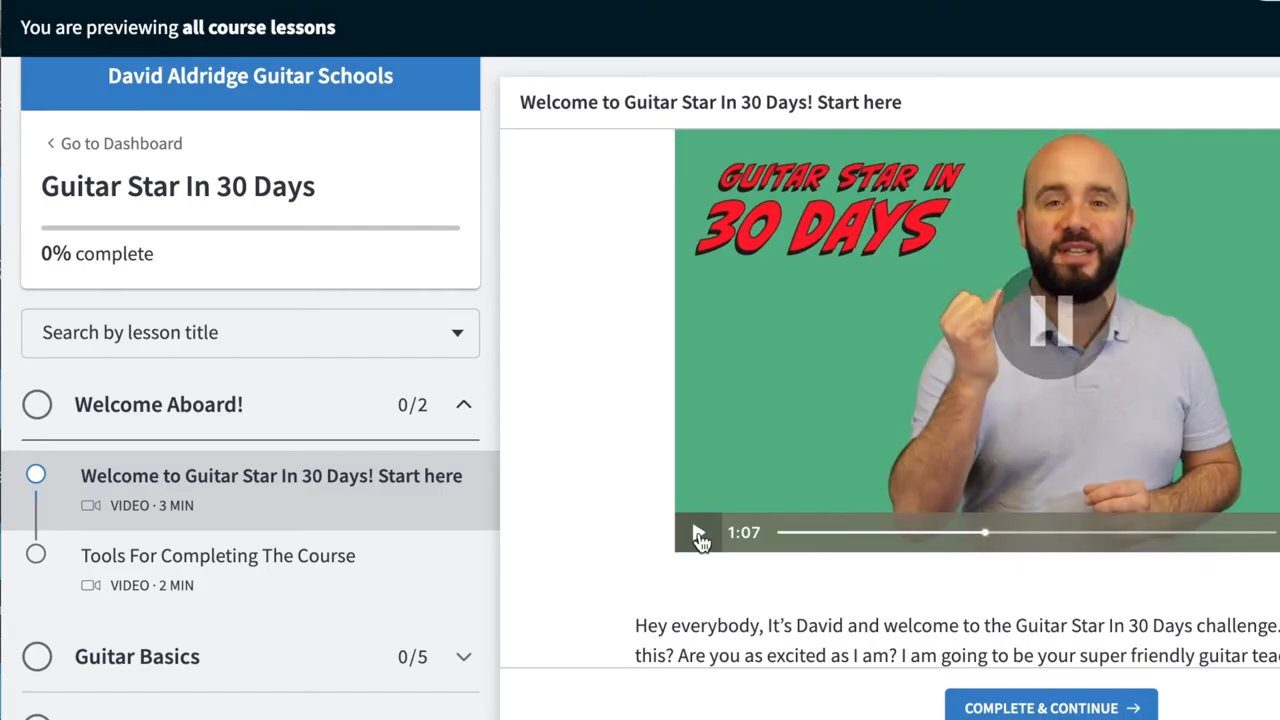 You are previewing all course lessons
David Aldridge Guitar Schools
Go to Dashboard
Guitar Star In 30 Days
0% complete
Search by lesson title
Welcome Aboard! 0/2
Welcome to Guitar Star In 30 Days! Start here
VIDEO · 3 MIN
Tools For Completing The Course
VIDEO · 2 MIN
Guitar Basics 0/5
Welcome to Guitar Star In 30 Days! Start here
GUITAR STAR IN
30 DAYS
1:07
Hey everybody, It’s David and welcome to the Guitar Star In 30 Days challenge.
this? Are you as excited as I am? I am going to be your super friendly guitar tea
COMPLETE & CONTINUE →